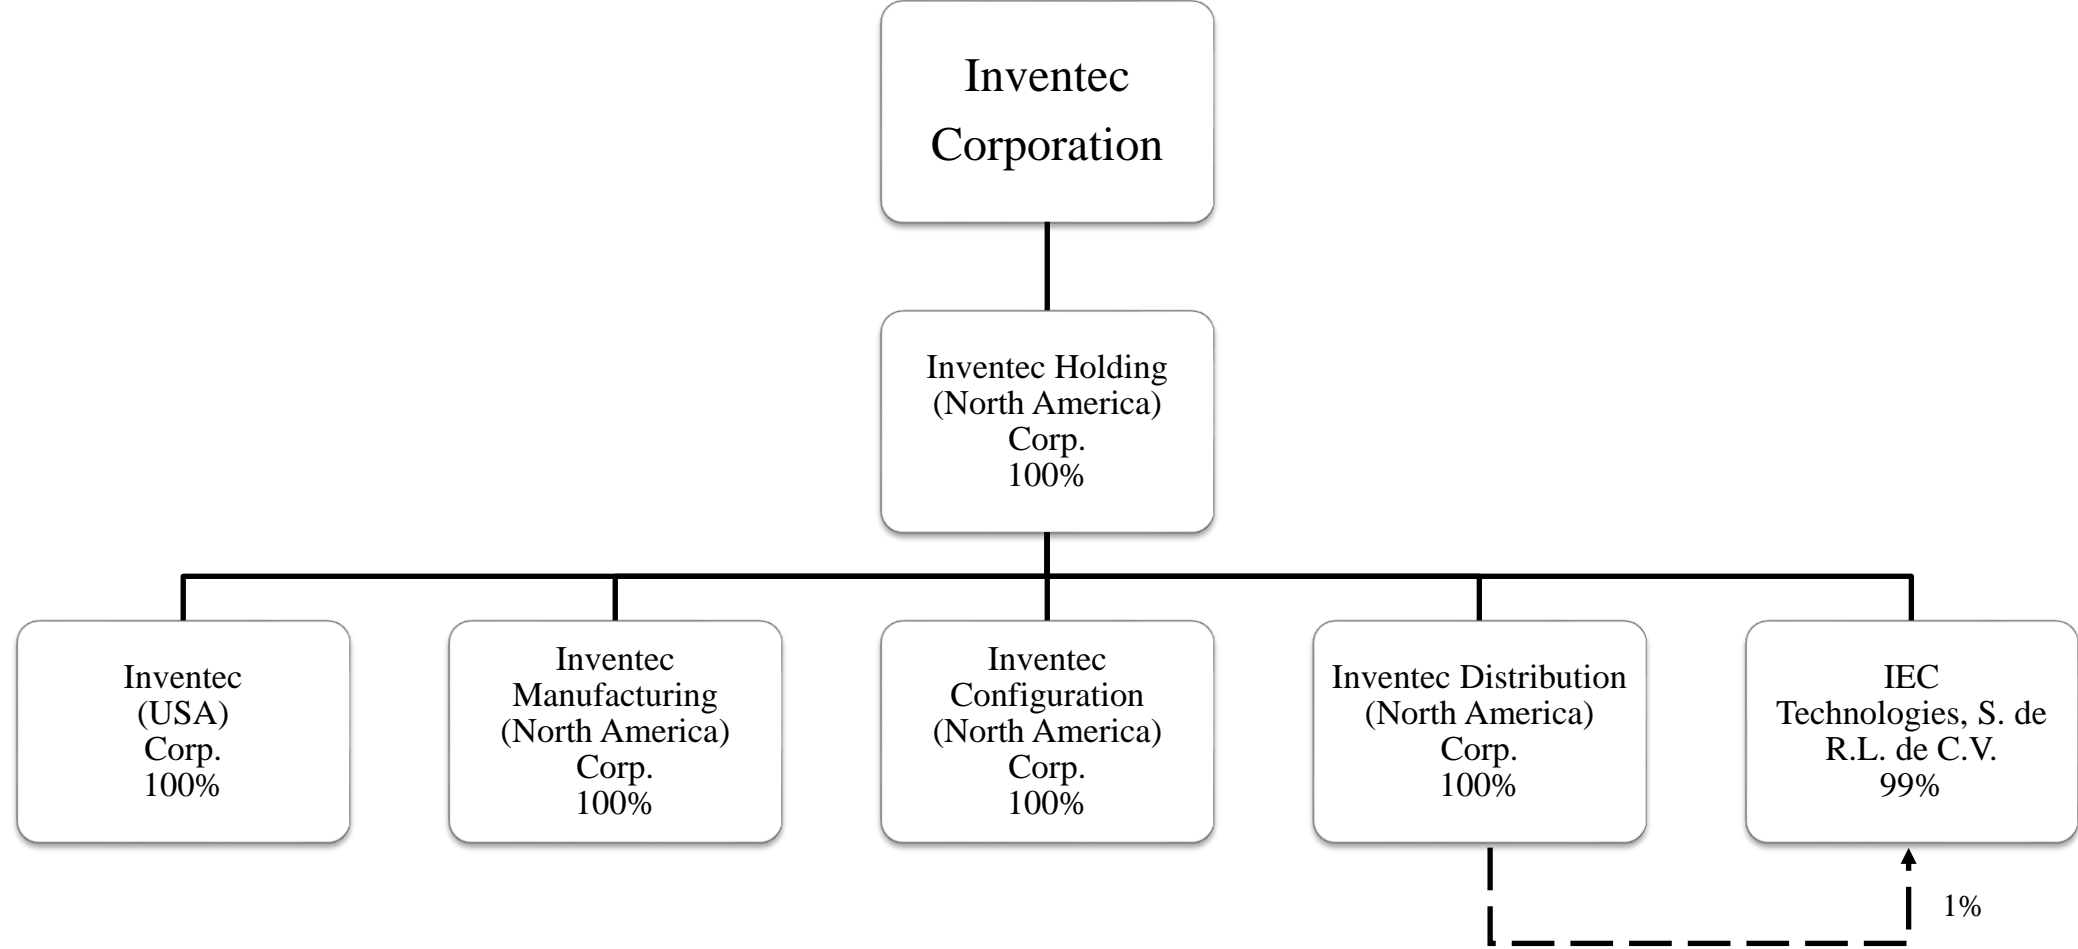 Inventec
Corporation
Inventec Holding
(North America)
Corp.
100%
Inventec
(USA)
Corp.
100%
Inventec
Manufacturing
(North America)
Corp.
100%
Inventec
Configuration
(North America)
Corp.
100%
Inventec Distribution
(North America)
Corp.
100%
IEC
Technologies, S. de
R.L. de C.V.
99%
1%